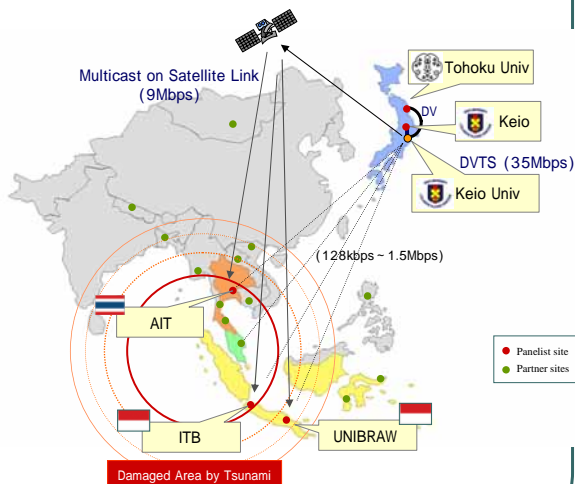 Multicast on Satellite Link
(9Mbps)
Tohoku Univ
DV
Keio
DVTS (35Mbps)
Keio Univ
(128kbps ~ 1.5Mbps)
AIT
Panelist site
Partner sites
ITB
UNIBRAW
Damaged Area by Tsunami